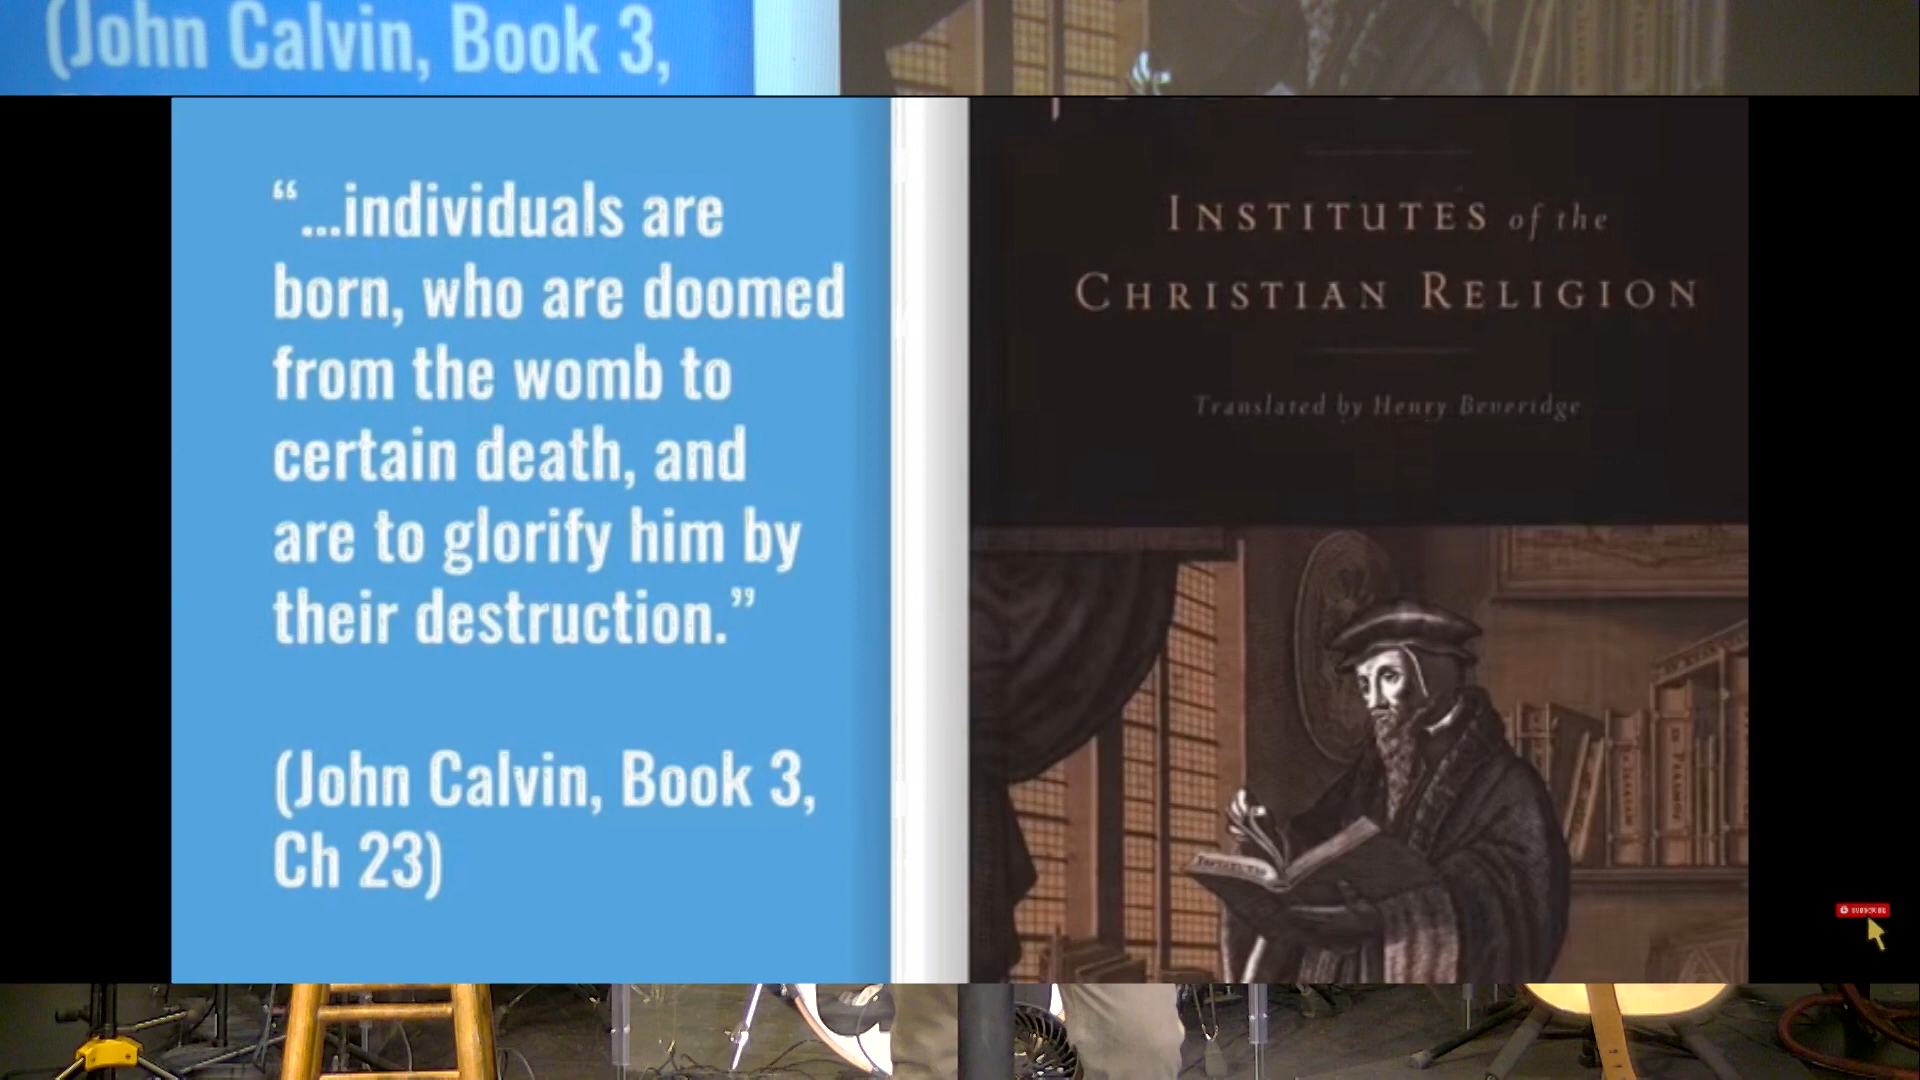 (John Calvin, Book 3,
“...individuals are
born, who are doomed
from the womb to
certain death, and
are to glorify him by
their destruction.”
(John Calvin, Book 3,
Ch 23)
INSTITUTES of the
CHRISTIAN RELIGION
Translated by Henry Beveridge
SUBSCRIBE